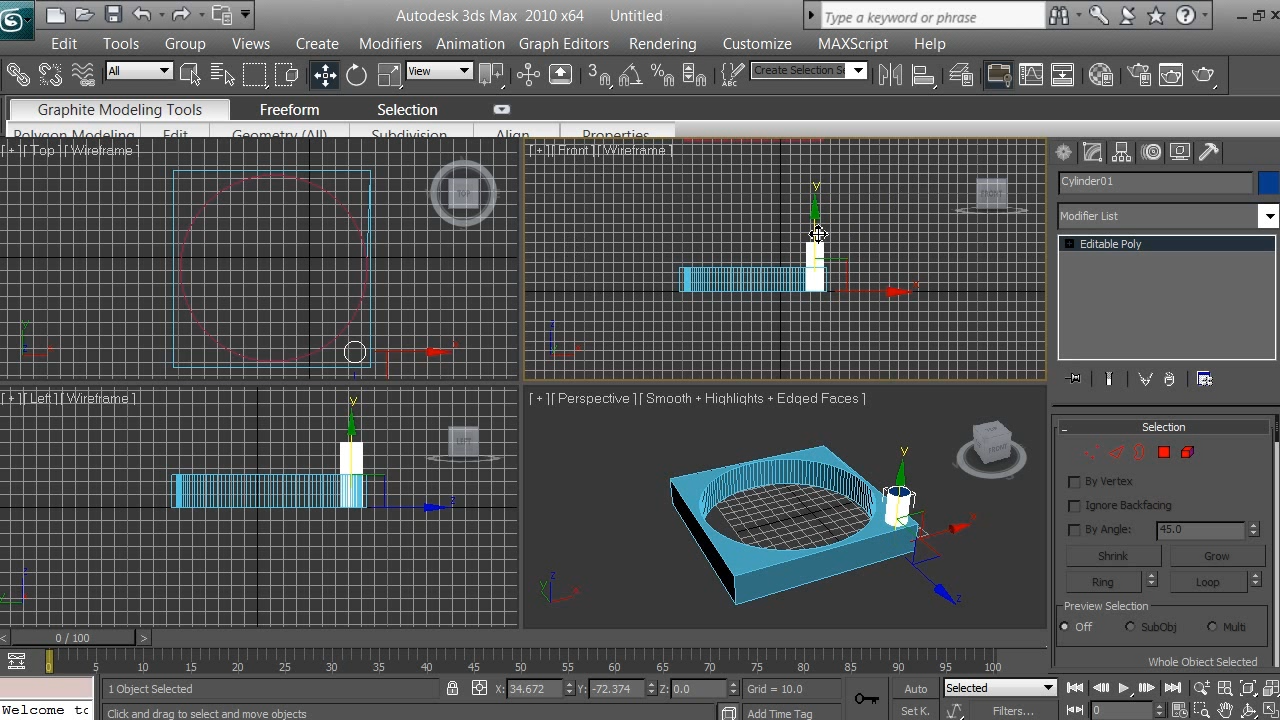 Autodesk 3ds Max 2010 x64 Untitled
Type a keyword or phrase
Edit Tools Group Views Create Modifiers Animation Graph Editors Rendering Customize MAXScript Help
All
View
Create Selection Se
Graphite Modeling Tools Freeform Selection
Polygon Modeling Edit Geometry (All) Subdivision Align Properties
[ + ][ Top ][ Wireframe ]
TOP
y
x
[ + ][ Front ][ Wireframe ]
FRONT
y
x
z
x
Cylinder01
Modifier List
Editable Poly
[ + ][ Left ][ Wireframe ]
LEFT
y
z
z
y
[ + ][ Perspective ][ Smooth + Highlights + Edged Faces ]
FRONT
y
x
z
z
y
x
Selection
By Vertex
Ignore Backfacing
By Angle: 45.0
Shrink Grow
Ring Loop
Preview Selection
Off SubObj Multi
Whole Object Selected
< 0 / 100 >
0 5 10 15 20 25 30 35 40 45 50 55 60 65 70 75 80 85 90 95 100
1 Object Selected X: 34.672 Y: -72.374 Z: 0.0 Grid = 10.0 Auto Selected
Welcome to Click and drag to select and move objects Add Time Tag Set K. Filters... 0